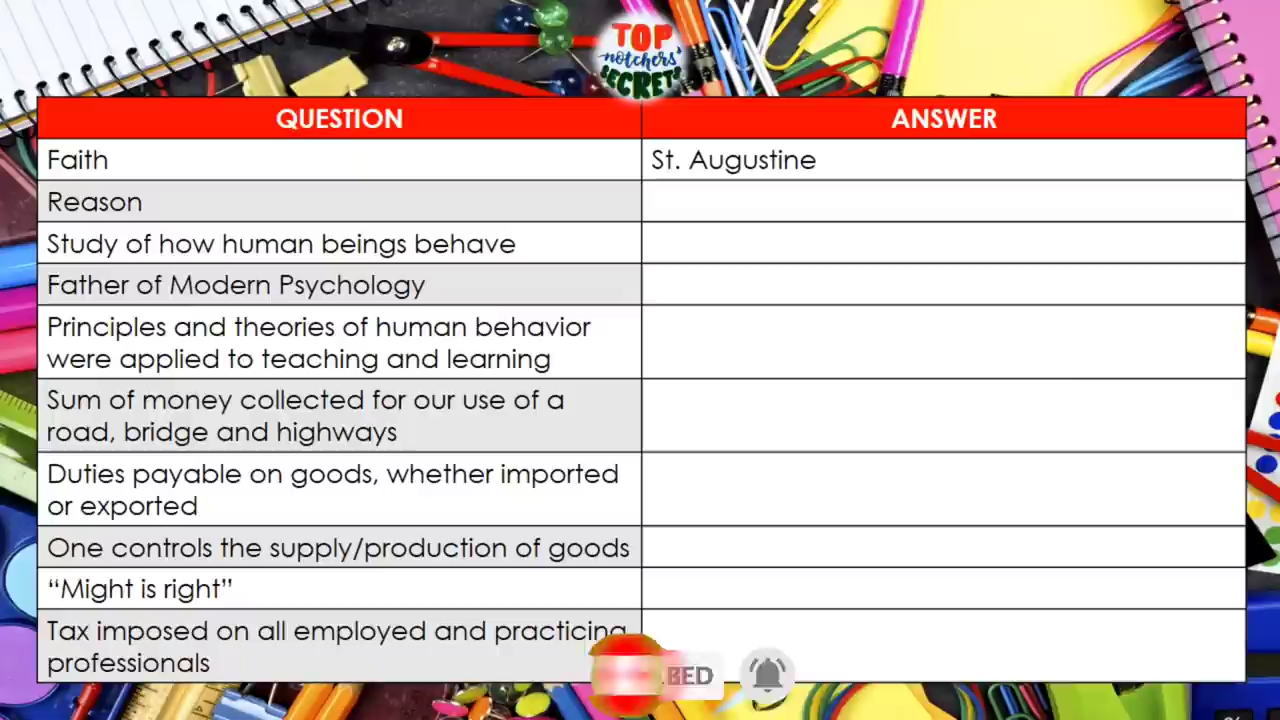 TOP
notchers'
SECRETS
QUESTION
ANSWER
Faith
St. Augustine
Reason
Study of how human beings behave
Father of Modern Psychology
Principles and theories of human behavior
were applied to teaching and learning
Sum of money collected for our use of a
road, bridge and highways
Duties payable on goods, whether imported
or exported
One controls the supply/production of goods
“Might is right”
Tax imposed on all employed and practicing
professionals
BED